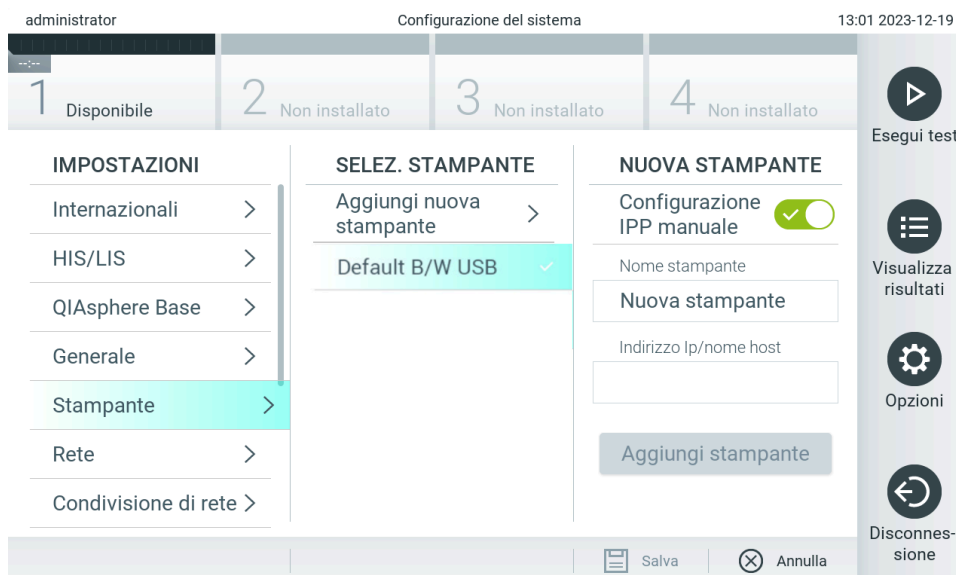 administrator
Configurazione del sistema
13:01 2023-12-19
--:--
1 Disponibile
2 Non installato
3 Non installato
4 Non installato
Esegui test
IMPOSTAZIONI
Internazionali
HIS/LIS
QIAsphere Base
Generale
Stampante
Rete
Condivisione di rete
SELEZ. STAMPANTE
Aggiungi nuova
stampante
Default B/W USB
NUOVA STAMPANTE
Configurazione
IPP manuale
Nome stampante
Nuova stampante
Indirizzo Ip/nome host
Aggiungi stampante
Visualizza
risultati
Opzioni
Disconnes-
sione
Salva
Annulla